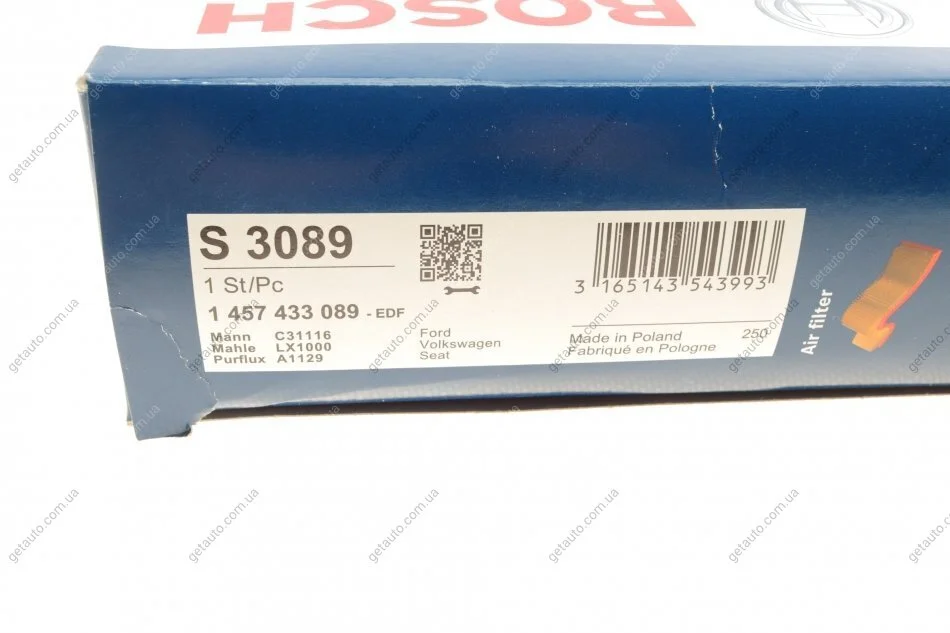 BOSCH
S 3089
1 St/Pc
1 457 433 089 - EDF
Mann C31116
Mahle LX1000
Purflux A1129
Ford
Volkswagen
Seat
3 165143 543993
Made in Poland 250
Fabriqué en Pologne
Air filter
getauto.com.ua